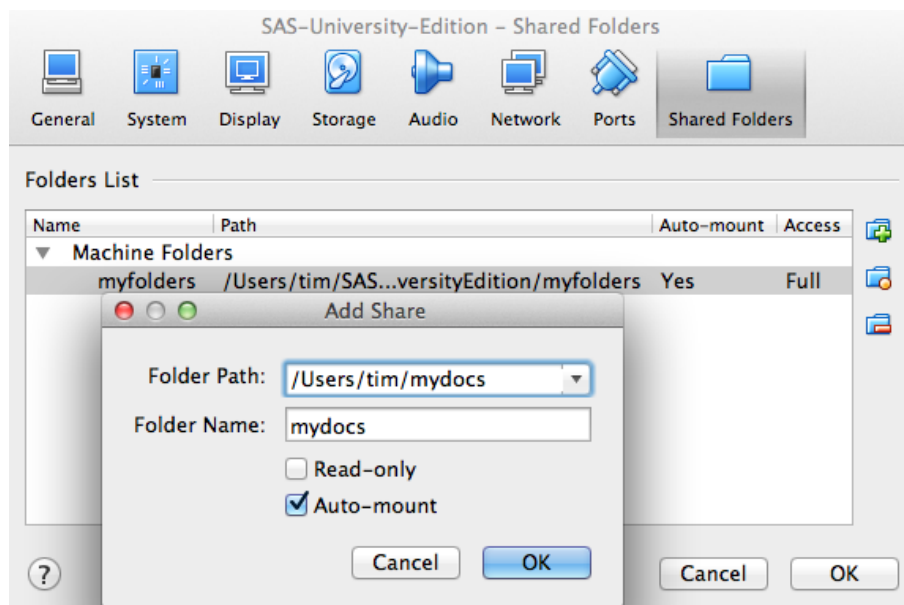 SAS-University-Edition – Shared Folders
General System Display Storage Audio Network Ports Shared Folders
Folders List
Name Path Auto-mount Access
Machine Folders
myfolders /Users/tim/SAS...versityEdition/myfolders Yes Full
Add Share
Folder Path: /Users/tim/mydocs
Folder Name: mydocs
Read-only
Auto-mount
Cancel OK
? Cancel OK